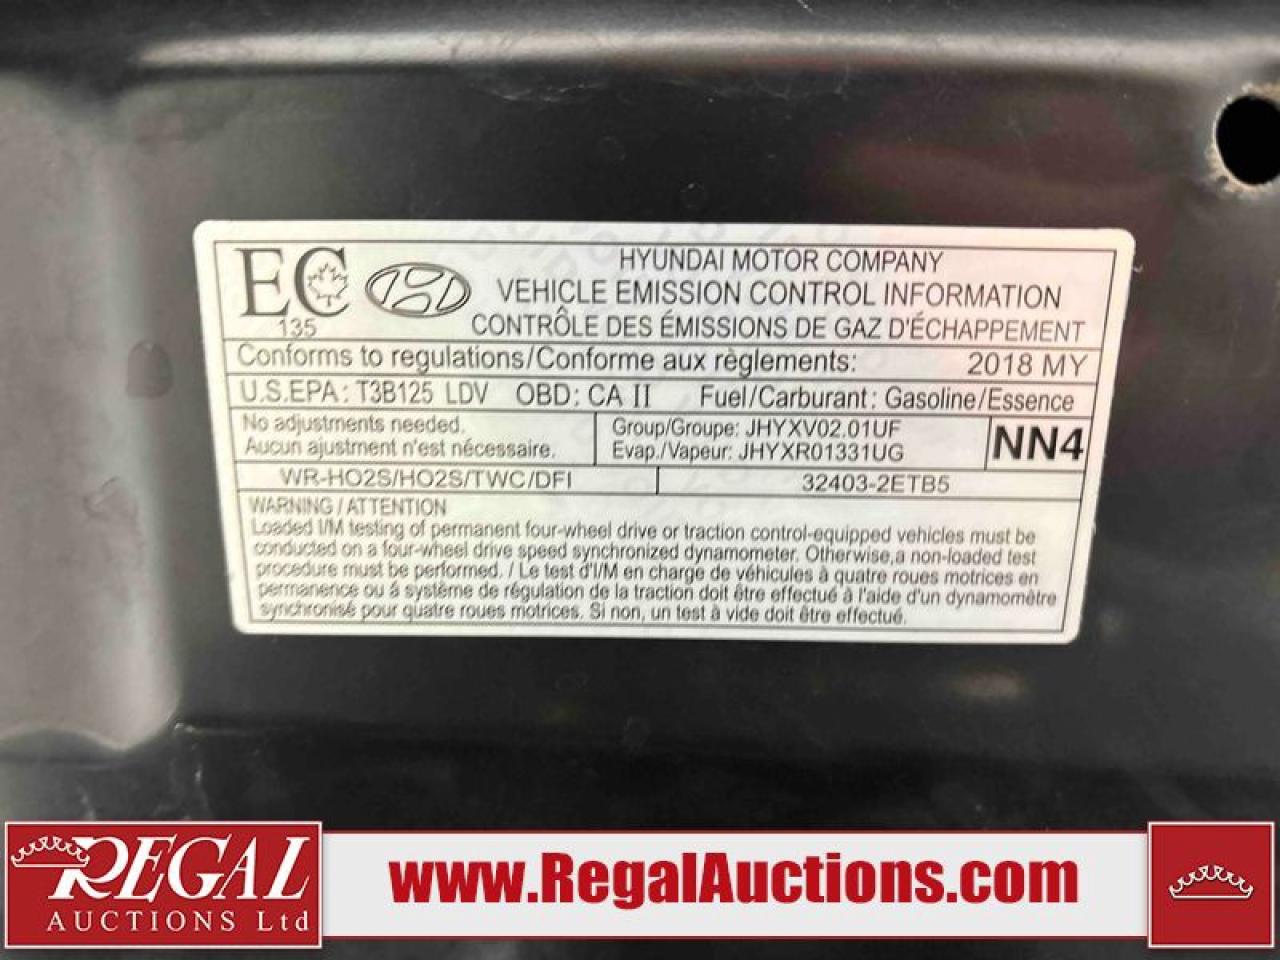 EC
135
HYUNDAI MOTOR COMPANY
VEHICLE EMISSION CONTROL INFORMATION
CONTRÔLE DES ÉMISSIONS DE GAZ D'ÉCHAPPEMENT
Conforms to regulations/Conforme aux règlements: 2018 MY
U.S.EPA: T3B125 LDV OBD: CA II Fuel/Carburant: Gasoline/Essence
No adjustments needed.
Aucun ajustment n'est nécessaire.
Group/Groupe: JHYXV02.01UF
Evap./Vapeur: JHYXR01331UG
NN4
WR-HO2S/HO2S/TWC/DFI 32403-2ETB5
WARNING / ATTENTION
Loaded I/M testing of permanent four-wheel drive or traction control-equipped vehicles must be
conducted on a four-wheel drive speed synchronized dynamometer. Otherwise,a non-loaded test
procedure must be performed. / Le test d'I/M en charge de véhicules à quatre roues motrices en
permanence ou á système de régulation de la traction doit être effectué à l'aide d'un dynamomètre
synchronisé pour quatre roues motrices. Si non, un test à vide doit être effectué.
REGAL
AUCTIONS Ltd
www.RegalAuctions.com